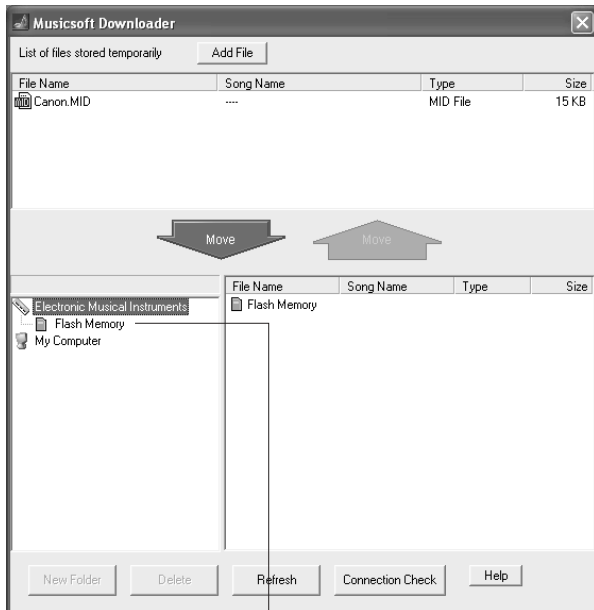 Musicsoft Downloader
List of files stored temporarily Add File
File Name Song Name Type Size
Canon.MID ---- MID File 15 KB
Move Move
File Name Song Name Type Size
Electronic Musical Instruments Flash Memory
Flash Memory
My Computer
New Folder Delete Refresh Connection Check Help